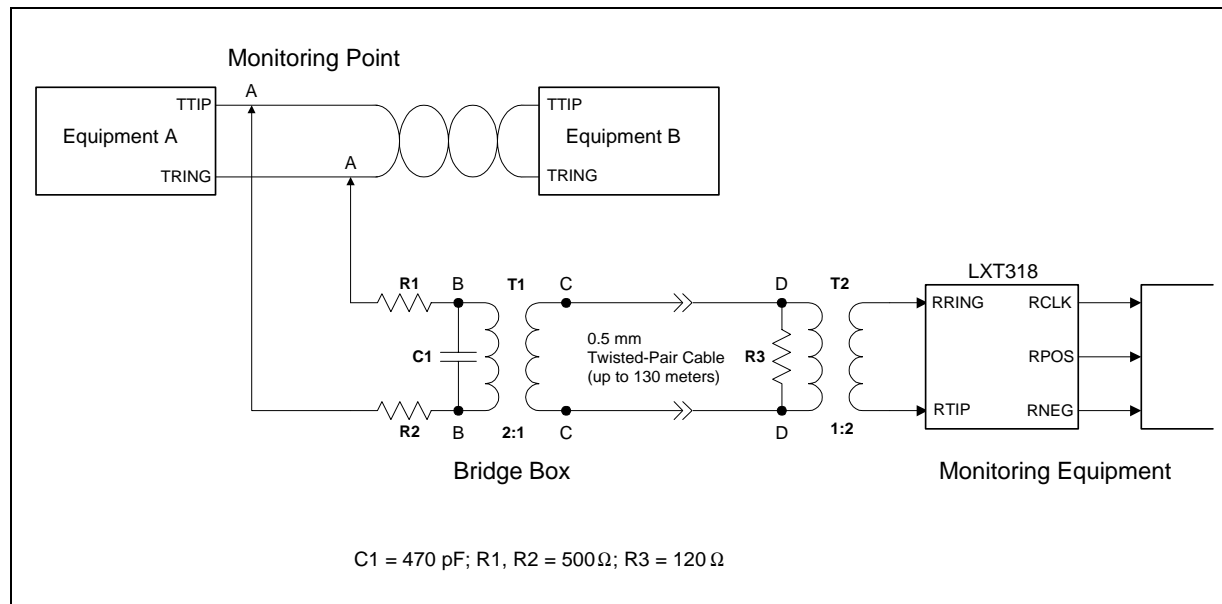 Monitoring Point
A
TTIP
TTIP
Equipment A
Equipment B
A
TRING
TRING
LXT318
R1
B
T1
C
D
T2
RRING
RCLK
0.5 mm
Twisted-Pair Cable
(up to 130 meters)
C1
R3
RPOS
RTIP
RNEG
R2
B
2:1
C
D
1:2
Bridge Box
Monitoring Equipment
C1 = 470 pF; R1, R2 = 500Ω; R3 = 120 Ω